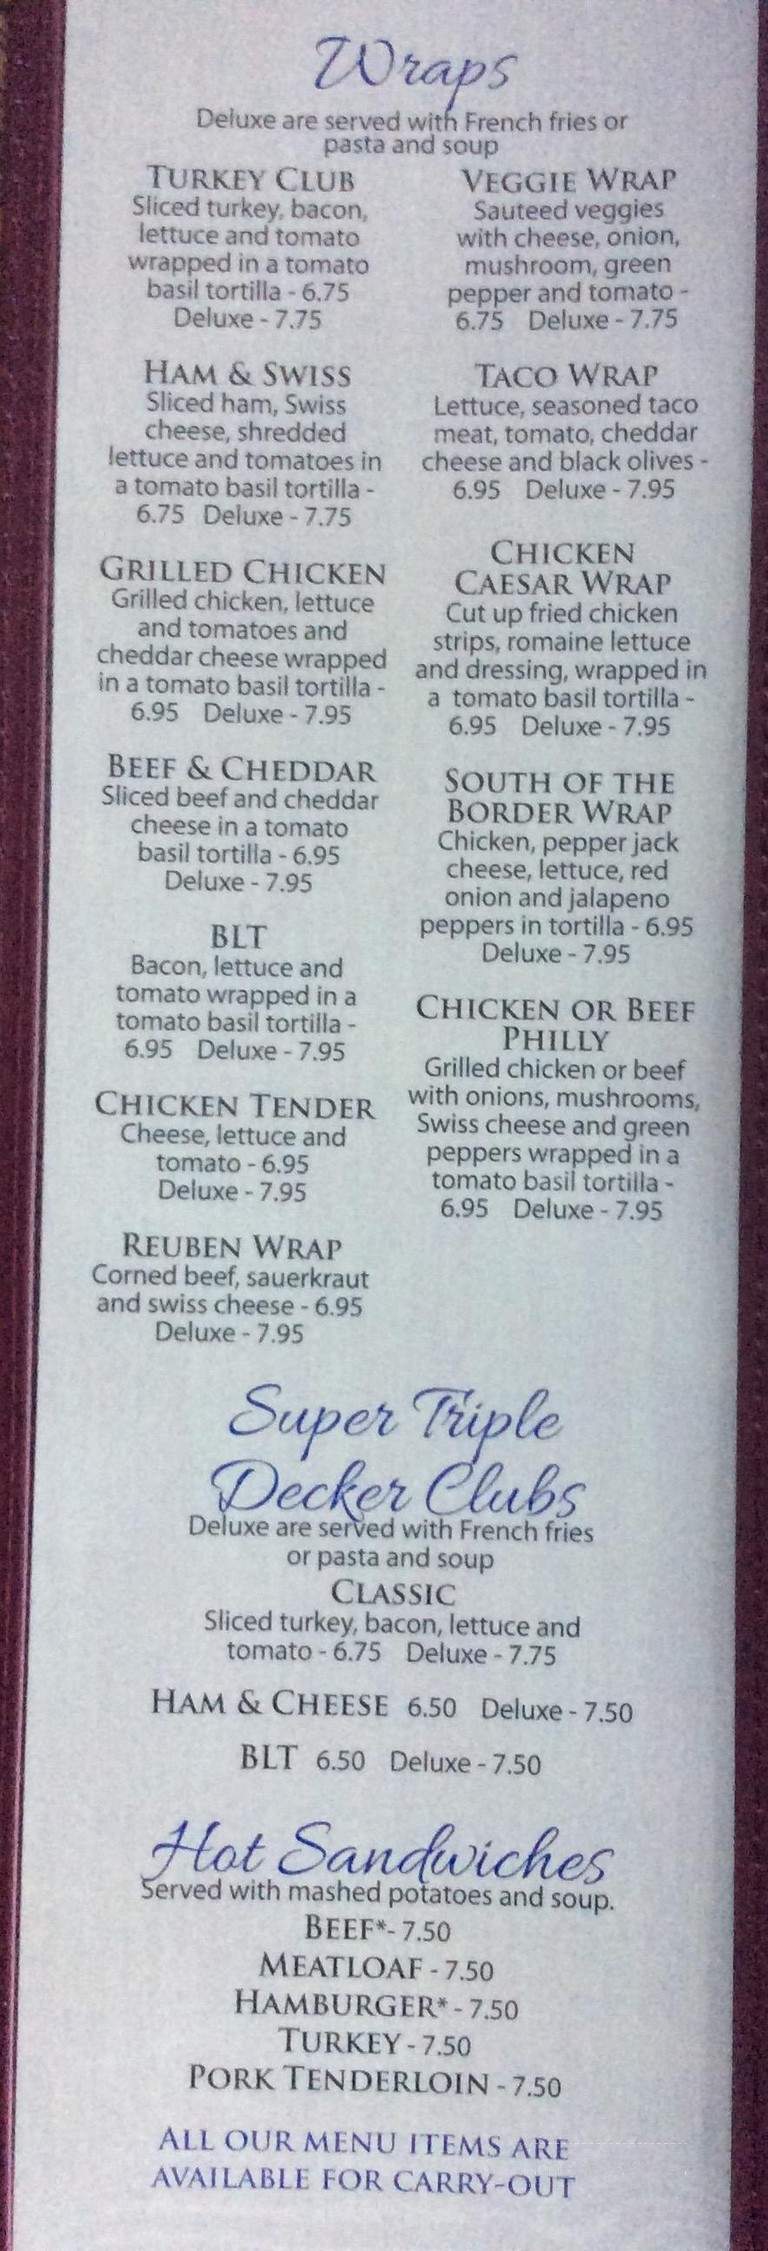 Wraps
Deluxe are served with French fries or
pasta and soup
TURKEY CLUB
Sliced turkey, bacon,
lettuce and tomato
wrapped in a tomato
basil tortilla - 6.75
Deluxe - 7.75
HAM & SWISS
Sliced ham, Swiss
cheese, shredded
lettuce and tomatoes in
a tomato basil tortilla -
6.75 Deluxe - 7.75
GRILLED CHICKEN
Grilled chicken, lettuce
and tomatoes and
cheddar cheese wrapped
in a tomato basil tortilla -
6.95 Deluxe - 7.95
BEEF & CHEDDAR
Sliced beef and cheddar
cheese in a tomato
basil tortilla - 6.95
Deluxe - 7.95
BLT
Bacon, lettuce and
tomato wrapped in a
tomato basil tortilla -
6.95 Deluxe - 7.95
CHICKEN TENDER
Cheese, lettuce and
tomato - 6.95
Deluxe - 7.95
REUBEN WRAP
Corned beef, sauerkraut
and swiss cheese - 6.95
Deluxe - 7.95
VEGGIE WRAP
Sauteed veggies
with cheese, onion,
mushroom, green
pepper and tomato -
6.75 Deluxe - 7.75
TACO WRAP
Lettuce, seasoned taco
meat, tomato, cheddar
cheese and black olives -
6.95 Deluxe - 7.95
CHICKEN
CAESAR WRAP
Cut up fried chicken
strips, romaine lettuce
and dressing, wrapped in
a tomato basil tortilla -
6.95 Deluxe - 7.95
SOUTH OF THE
BORDER WRAP
Chicken, pepper jack
cheese, lettuce, red
onion and jalapeno
peppers in tortilla - 6.95
Deluxe - 7.95
CHICKEN OR BEEF
PHILLY
Grilled chicken or beef
with onions, mushrooms,
Swiss cheese and green
peppers wrapped in a
tomato basil tortilla -
6.95 Deluxe - 7.95
Super Triple
Decker Clubs
Deluxe are served with French fries
or pasta and soup
CLASSIC
Sliced turkey, bacon, lettuce and
tomato - 6.75 Deluxe - 7.75
HAM & CHEESE 6.50 Deluxe - 7.50
BLT 6.50 Deluxe - 7.50
Hot Sandwiches
Served with mashed potatoes and soup.
BEEF*- 7.50
MEATLOAF - 7.50
HAMBURGER* - 7.50
TURKEY - 7.50
PORK TENDERLOIN - 7.50
ALL OUR MENU ITEMS ARE
AVAILABLE FOR CARRY-OUT